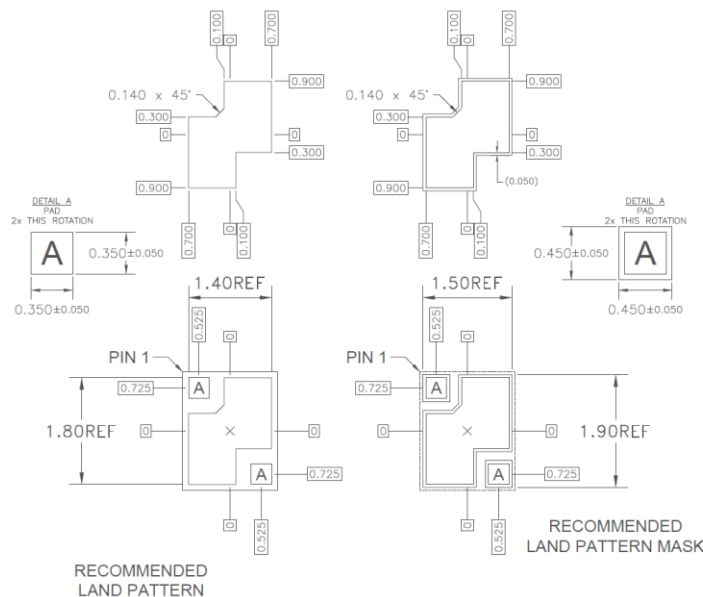 0.100
0
0.700
0.900
0.140 x 45°
0.300
0
0.300
0.900
0.700
0
0.100
0.100
0
0.700
0.900
0.140 x 45°
0.300
0
0.300
(0.050)
0.900
0.700
0
0.100
DETAIL A
PAD
2x THIS ROTATION
A
0.350±0.050
0.350±0.050
DETAIL A
PAD
2x THIS ROTATION
A
0.450±0.050
0.450±0.050
1.40REF
0.525
0
PIN 1
A
0.725
1.80REF
0
0
A
0.725
0
0.525
1.50REF
0.525
0
PIN 1
A
0.725
0
0
1.90REF
A
0.725
0
0.525
RECOMMENDED
LAND PATTERN
RECOMMENDED
LAND PATTERN MASK